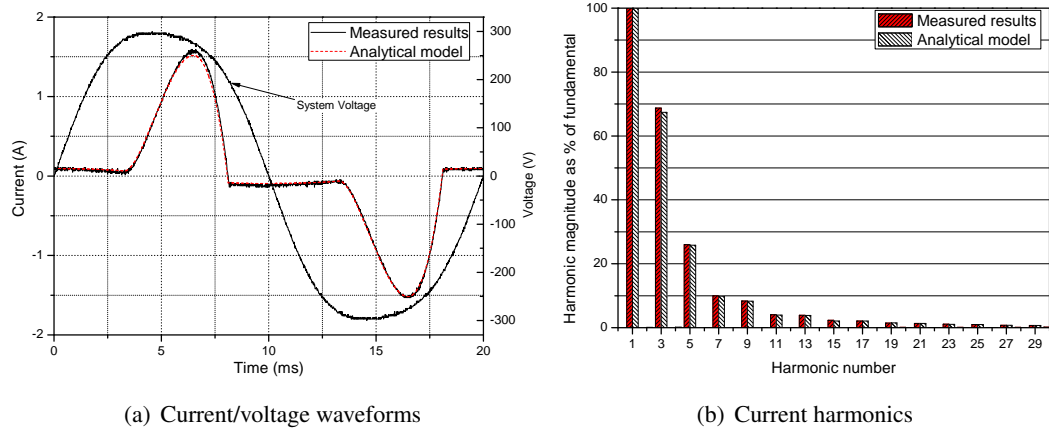 2
1
0
-1
-2
Current (A)
300
200
100
0
-100
-200
-300
Voltage (V)
Measured results
Analytical model
System Voltage
0 5 10 15 20
Time (ms)
(a) Current/voltage waveforms
100
80
60
40
20
0
Harmonic magnitude as % of fundamental
Measured results
Analytical model
1 3 5 7 9 11 13 15 17 19 21 23 25 27 29
Harmonic number
(b) Current harmonics